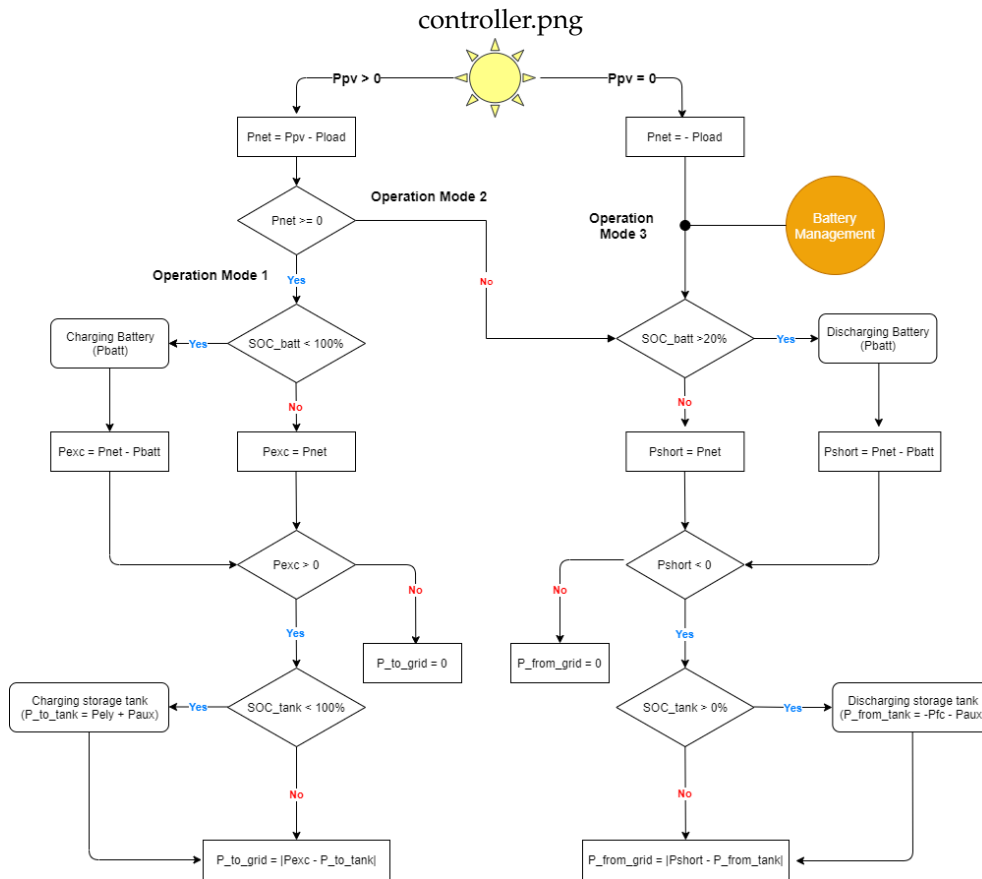 controller.png
Ppv > 0
Ppv = 0
Pnet = Ppv - Pload
Pnet = - Pload
Operation Mode 2
Pnet >= 0
Operation
Mode 3
Battery
Management
Operation Mode 1
Yes
No
Charging Battery
(Pbatt)
Yes
SOC_batt < 100%
SOC_batt >20%
Yes
Discharging Battery
(Pbatt)
No
No
Pexc = Pnet - Pbatt
Pexc = Pnet
Pshort = Pnet
Pshort = Pnet - Pbatt
Pexc > 0
Pshort < 0
No
No
Yes
Yes
P_to_grid = 0
P_from_grid = 0
Charging storage tank
(P_to_tank = Pely + Paux)
Yes
SOC_tank < 100%
SOC_tank > 0%
Yes
Discharging storage tank
(P_from_tank = -Pfc - Paux
No
No
P_to_grid = |Pexc - P_to_tank|
P_from_grid = |Pshort - P_from_tank|